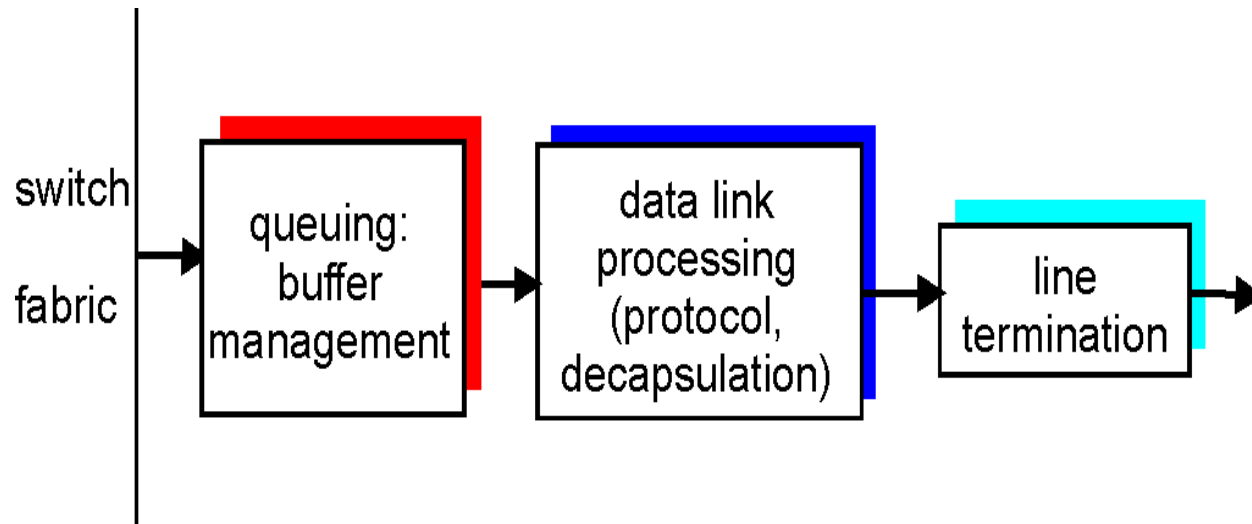 switch
fabric
queuing:
buffer
management
data link
processing
(protocol,
decapsulation)
line
termination